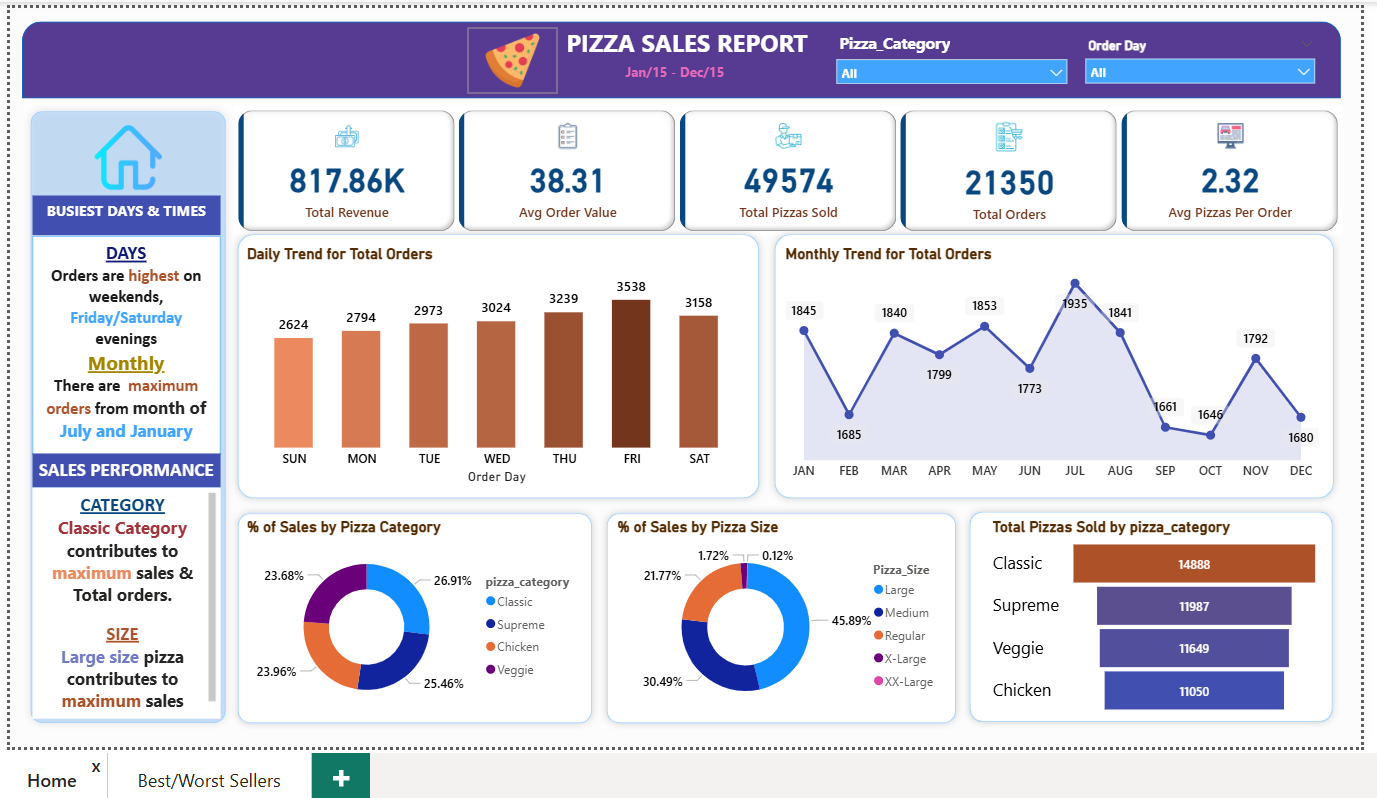 PIZZA SALES REPORT
Jan/15 - Dec/15
Pizza_Category
All
Order Day
All
BUSIEST DAYS & TIMES
DAYS
Orders are highest on
weekends,
Friday/Saturday
evenings
Monthly
There are maximum
orders from month of
July and January
SALES PERFORMANCE
CATEGORY
Classic Category
contributes to
maximum sales &
Total orders.
SIZE
Large size pizza
contributes to
maximum sales
817.86K
Total Revenue
38.31
Avg Order Value
49574
Total Pizzas Sold
21350
Total Orders
2.32
Avg Pizzas Per Order
Daily Trend for Total Orders
2624 2794 2973 3024 3239 3538 3158
SUN MON TUE WED THU FRI SAT
Order Day
Monthly Trend for Total Orders
1845 1685 1840 1799 1853 1773 1935 1841 1661 1646 1792 1680
JAN FEB MAR APR MAY JUN JUL AUG SEP OCT NOV DEC
% of Sales by Pizza Category
26.91%
25.46%
23.96%
23.68%
pizza_category
Classic
Supreme
Chicken
Veggie
% of Sales by Pizza Size
1.72% 0.12%
21.77%
45.89%
30.49%
Pizza_Size
Large
Medium
Regular
X-Large
XX-Large
Total Pizzas Sold by pizza_category
Classic 14888
Supreme 11987
Veggie 11649
Chicken 11050
Home x
Best/Worst Sellers
+